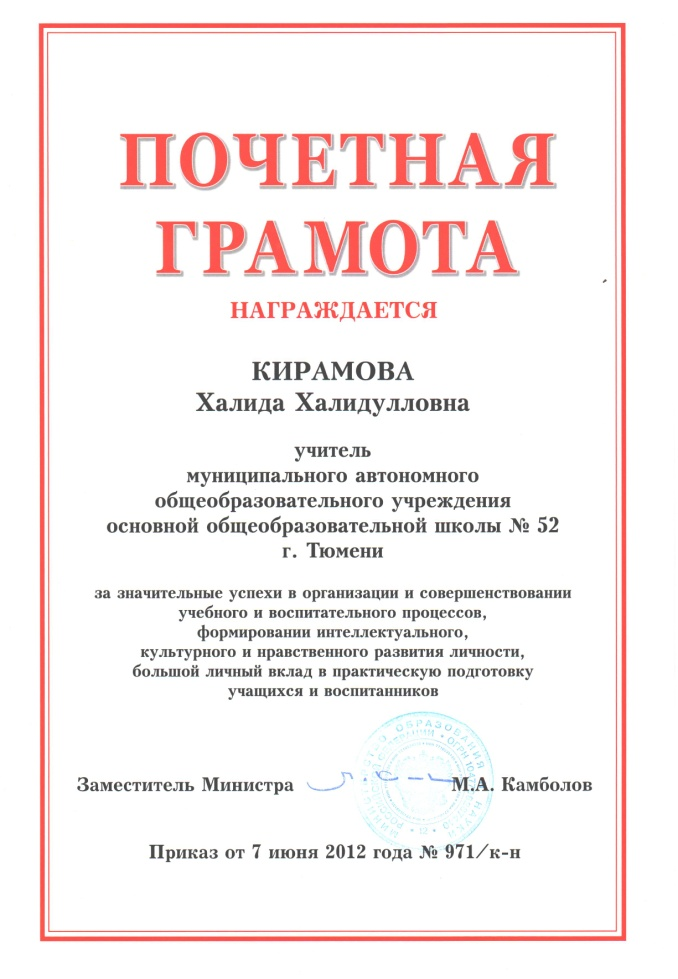 ПОЧЕТНАЯ
ГРАМОТА
НАГРАЖДАЕТСЯ
КИРАМОВА
Халида Халидулловна
учитель
муниципального автономного
общеобразовательного учреждения
основной общеобразовательной школы № 52
г. Тюмени
за значительные успехи в организации и совершенствовании
учебного и воспитательного процессов,
формировании интеллектуального,
культурного и нравственного развития личности,
большой личный вклад в практическую подготовку
учащихся и воспитанников
Заместитель Министра М.А. Камболов
Приказ от 7 июня 2012 года № 971/к-н